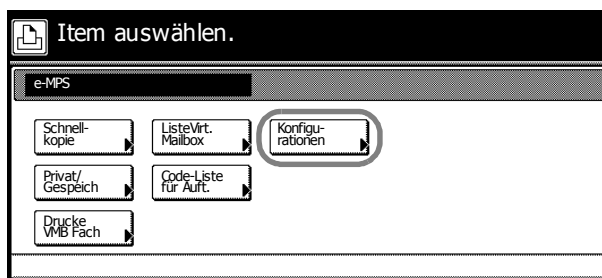 Item auswählen.
e-MPS
Schnell-
kopie
ListeVirt.
Mailbox
Konfigu-
rationen
Privat/
Gespeich
Code-Liste
für Auft.
Drucke
VMB Fach